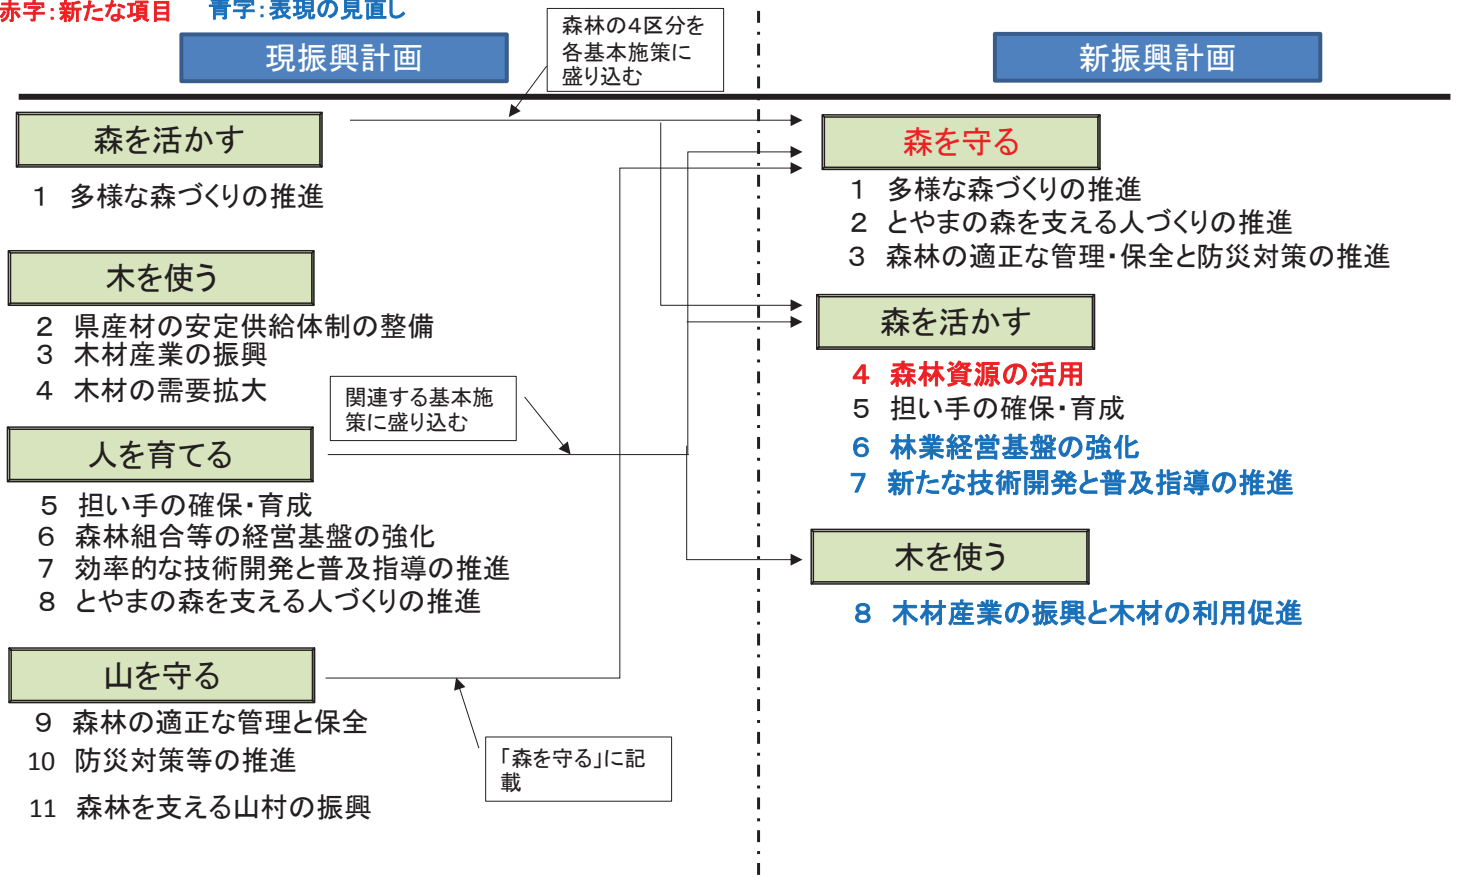 赤字：新たな項目　青字：表現の見直し
現振興計画
森林の４区分を
各基本施策に
盛り込む
新振興計画
森を活かす
１ 多様な森づくりの推進
木を使う
２ 県産材の安定供給体制の整備
３ 木材産業の振興
４ 木材の需要拡大
関連する基本施
策に盛り込む
人を育てる
５ 担い手の確保・育成
６ 森林組合等の経営基盤の強化
７ 効率的な技術開発と普及指導の推進
８ とやまの森を支える人づくりの推進
山を守る
９ 森林の適正な管理と保全
10 防災対策等の推進
11 森林を支える山村の振興
「森を守る」に記
載
森を守る
１ 多様な森づくりの推進
２ とやまの森を支える人づくりの推進
３ 森林の適正な管理・保全と防災対策の推進
森を活かす
４ 森林資源の活用
５ 担い手の確保・育成
６ 林業経営基盤の強化
７ 新たな技術開発と普及指導の推進
木を使う
８ 木材産業の振興と木材の利用促進